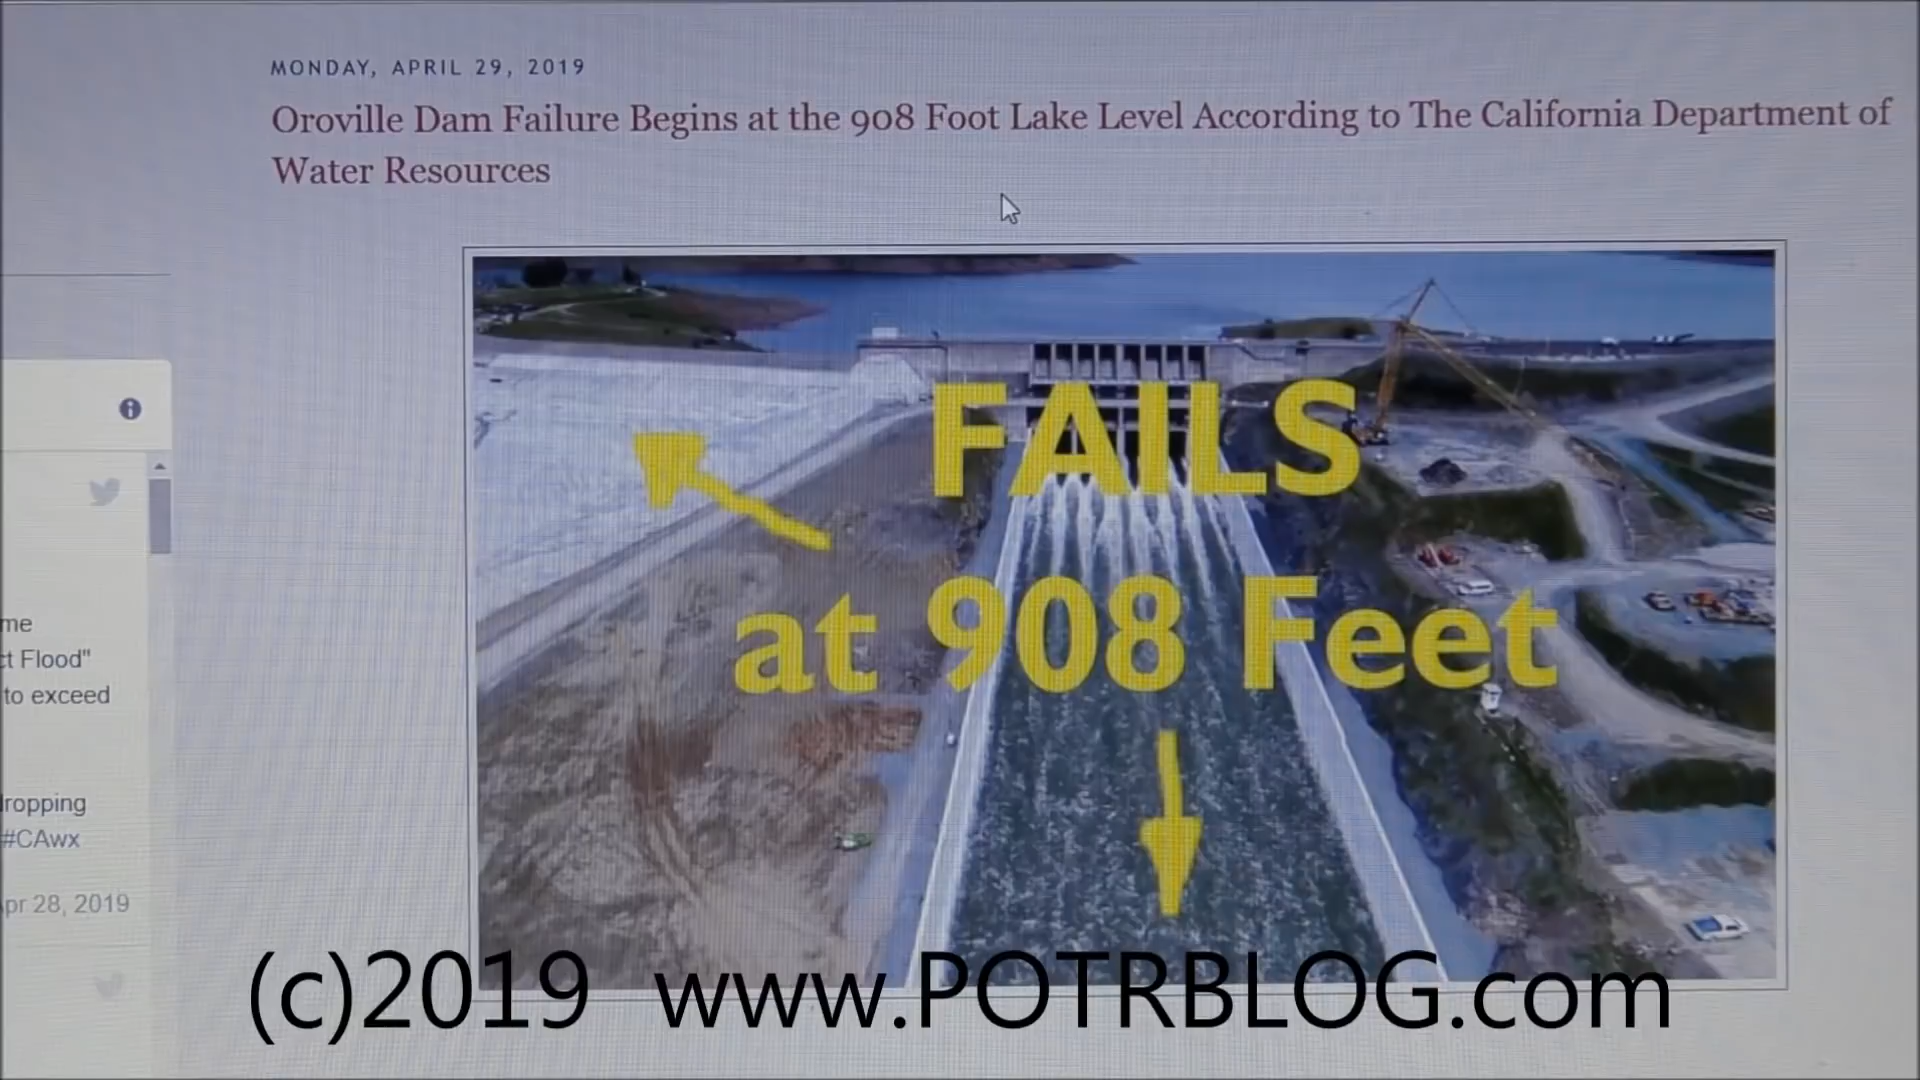 MONDAY, APRIL 29, 2019
Oroville Dam Failure Begins at the 908 Foot Lake Level According to The California Department of
Water Resources
FAILS
at 908 Feet
me
ct Flood"
to exceed
ropping
#CAwx
pr 28, 2019
(c)2019 www.POTRBLOG.com